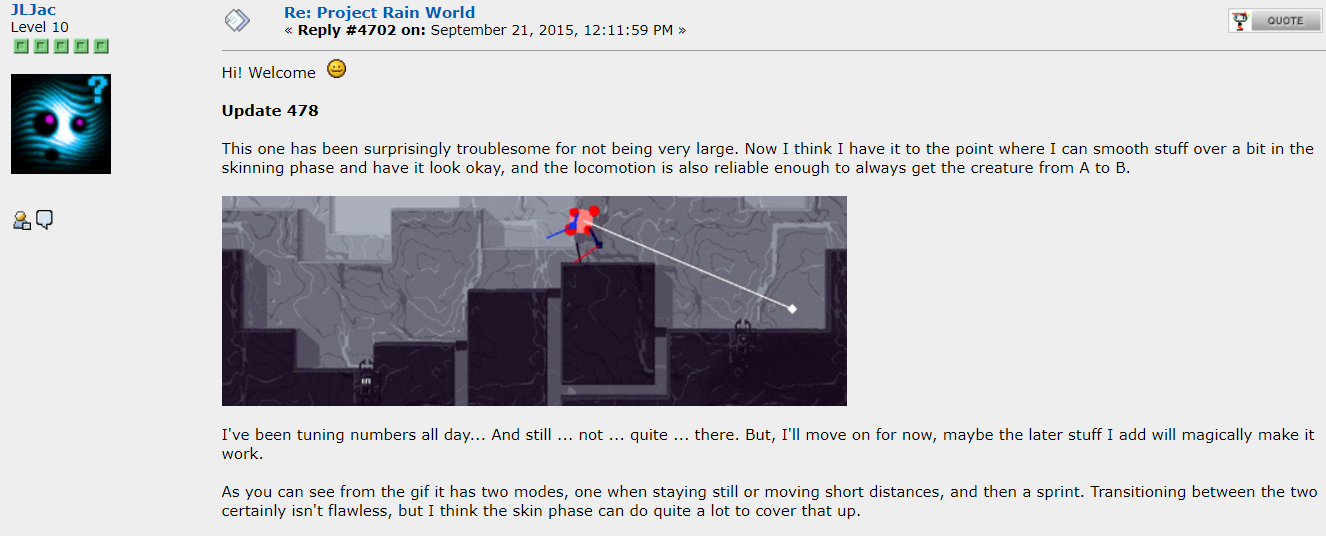 JLJac
Level 10
Re: Project Rain World
« Reply #4702 on: September 21, 2015, 12:11:59 PM »
QUOTE
Hi! Welcome
Update 478
This one has been surprisingly troublesome for not being very large. Now I think I have it to the point where I can smooth stuff over a bit in the
skinning phase and have it look okay, and the locomotion is also reliable enough to always get the creature from A to B.
I've been tuning numbers all day... And still ... not ... quite ... there. But, I'll move on for now, maybe the later stuff I add will magically make it
work.
As you can see from the gif it has two modes, one when staying still or moving short distances, and then a sprint. Transitioning between the two
certainly isn't flawless, but I think the skin phase can do quite a lot to cover that up.